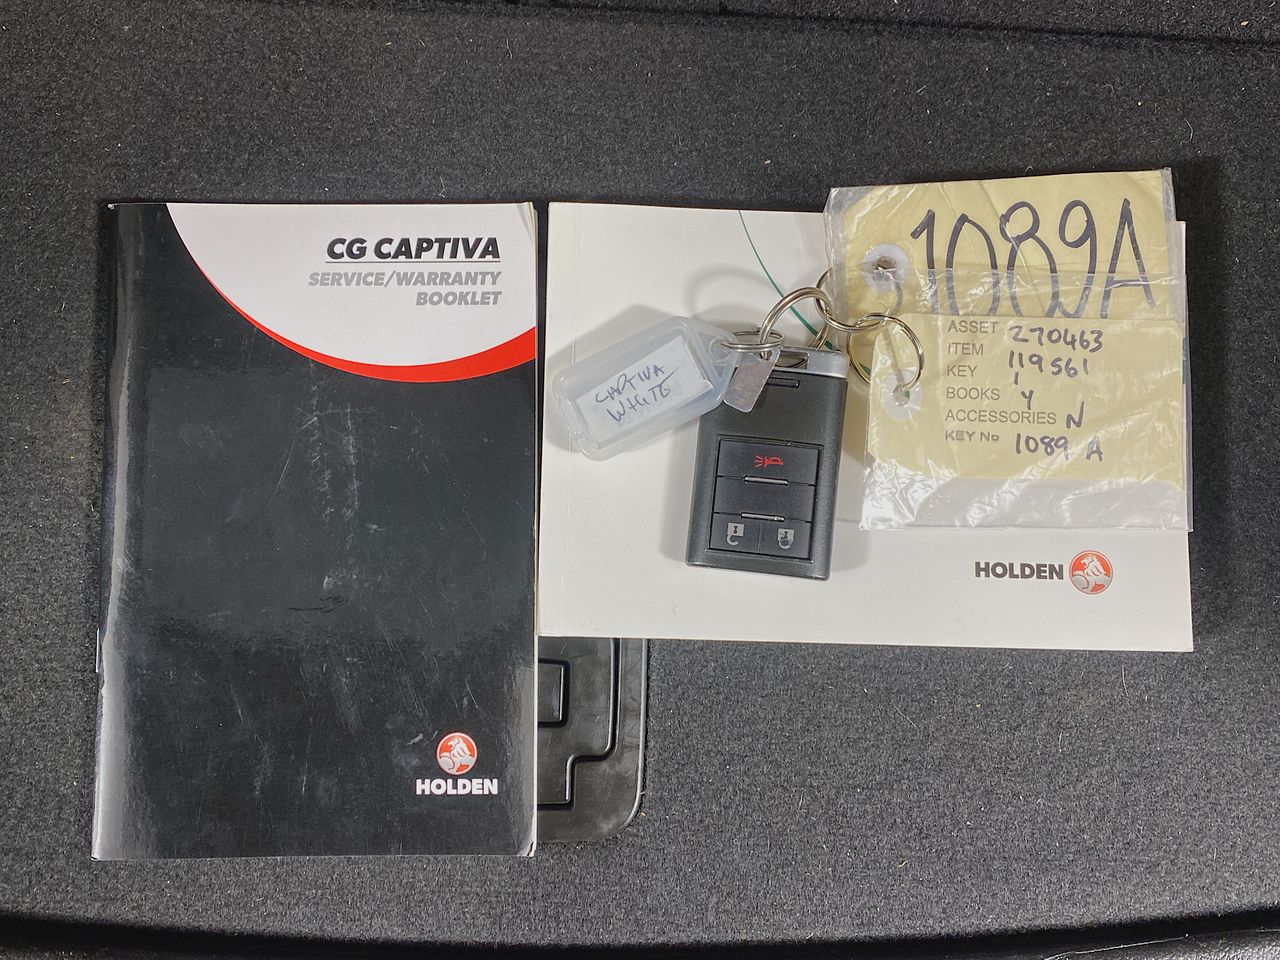 CG CAPTIVA
SERVICE/WARRANTY
BOOKLET
HOLDEN
CAPTIVA
WHITE
1089A
ASSET 270463
ITEM 119561
KEY 1
BOOKS Y
ACCESSORIES N
KEY No 1089 A
HOLDEN